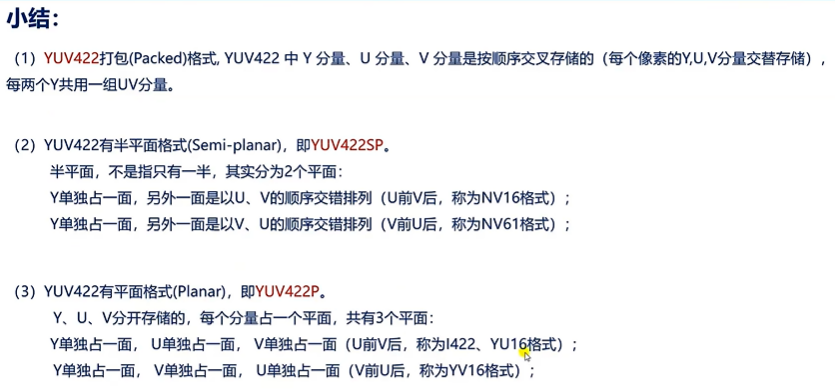 小结：
（1）YUV422打包(Packed)格式, YUV422 中 Y 分量、U 分量、V 分量是按顺序交叉存储的（每个像素的Y,U,V分量交替存储），
每两个Y共用一组UV分量。
（2）YUV422有半平面格式(Semi-planar)，即YUV422SP。
半平面，不是指只有一半，其实分为2个平面：
Y单独占一面，另外一面是以U、V的顺序交错排列（U前V后，称为NV16格式）；
Y单独占一面，另外一面是以V、U的顺序交错排列（V前U后，称为NV61格式）；
（3）YUV422有平面格式(Planar)，即YUV422P。
Y、U、V分开存储的，每个分量占一个平面，共有3个平面：
Y单独占一面， U单独占一面， V单独占一面（U前V后，称为I422、YU16格式）；
Y单独占一面， V单独占一面， U单独占一面（V前U后，称为YV16格式）；